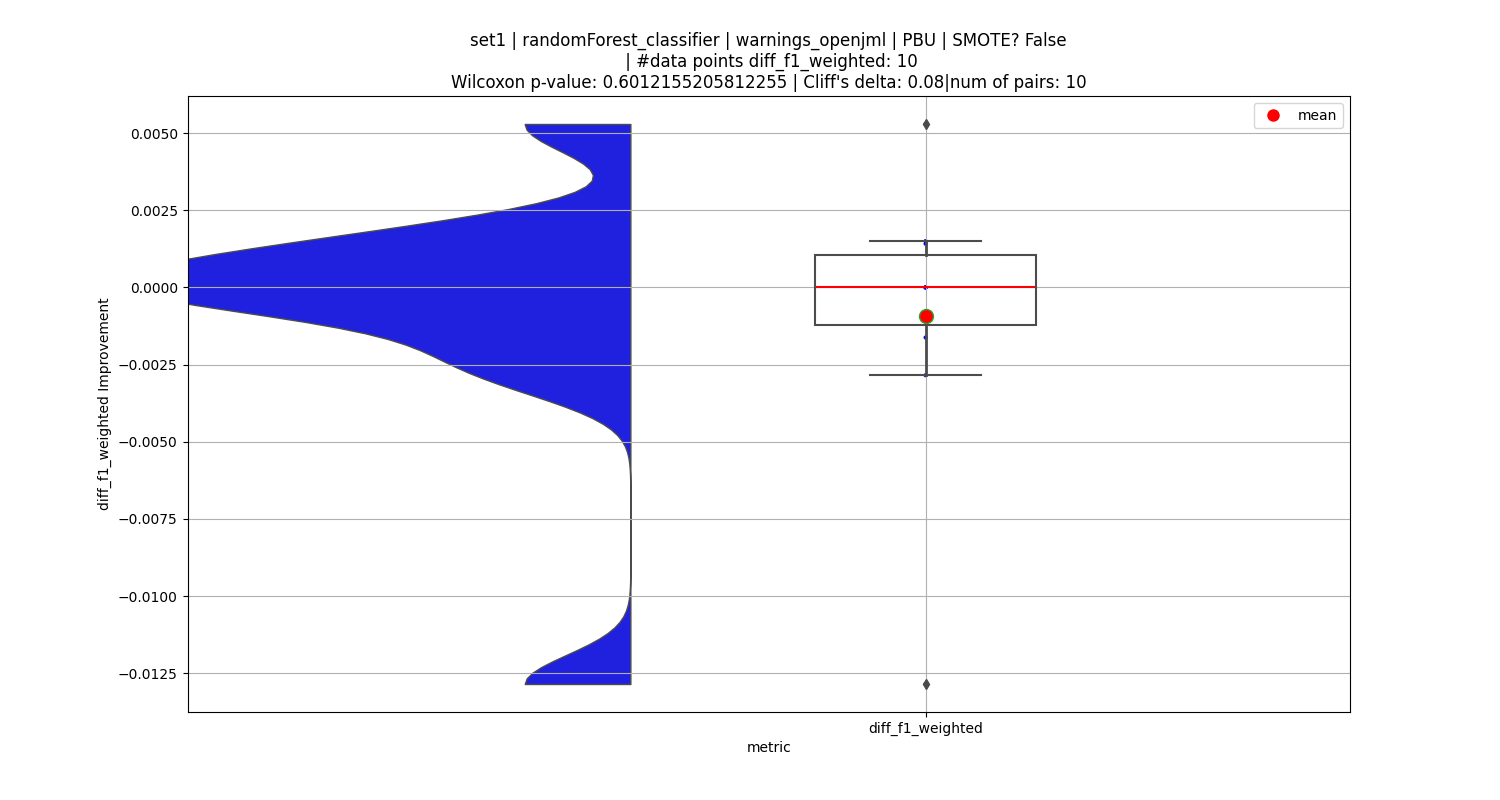 set1 | randomForest_classifier | warnings_openjml | PBU | SMOTE? False
| #data points diff_f1_weighted: 10
Wilcoxon p-value: 0.6012155205812255 | Cliff's delta: 0.08|num of pairs: 10
mean
0.0050
0.0025
0.0000
−0.0025
−0.0050
−0.0075
−0.0100
−0.0125
diff_f1_weighted Improvement
diff_f1_weighted
metric